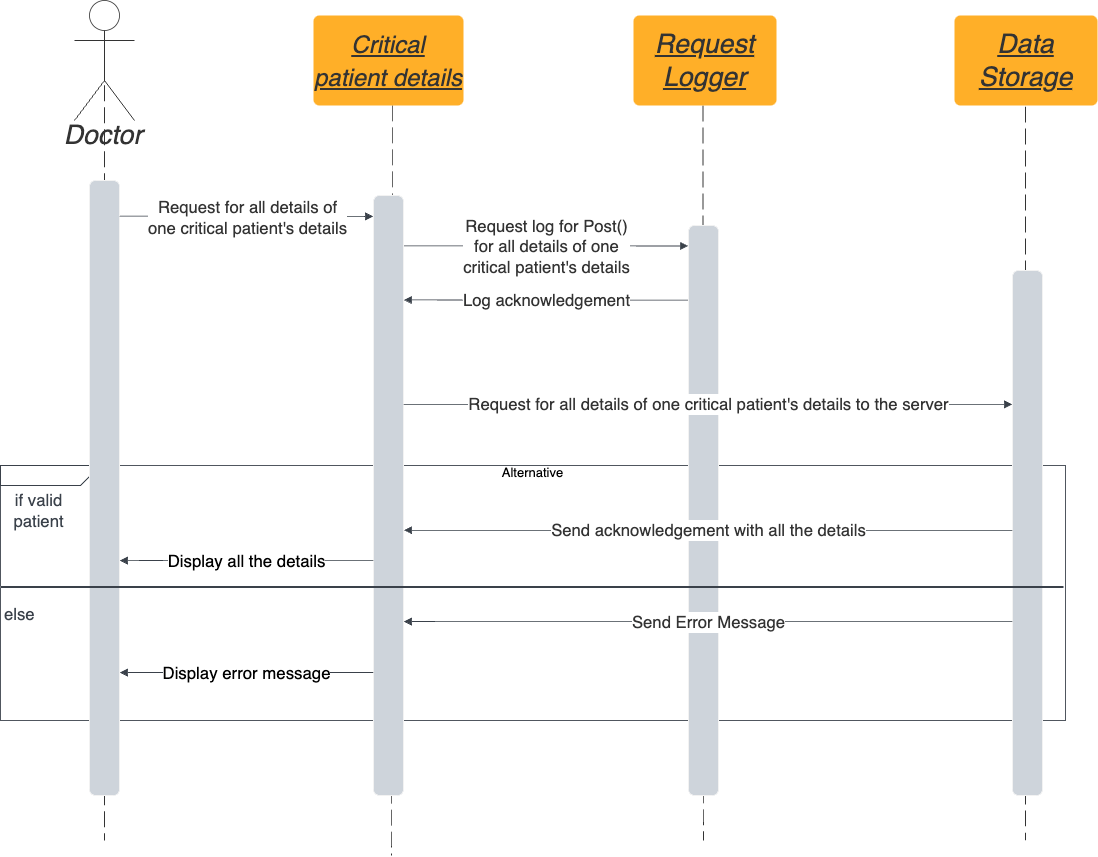 Doctor
Critical
patient details
Request
Logger
Data
Storage
Request for all details of
one critical patient's details
Request log for Post()
for all details of one
critical patient's details
Log acknowledgement
Request for all details of one critical patient's details to the server
Alternative
if valid
patient
Send acknowledgement with all the details
Display all the details
else
Send Error Message
Display error message